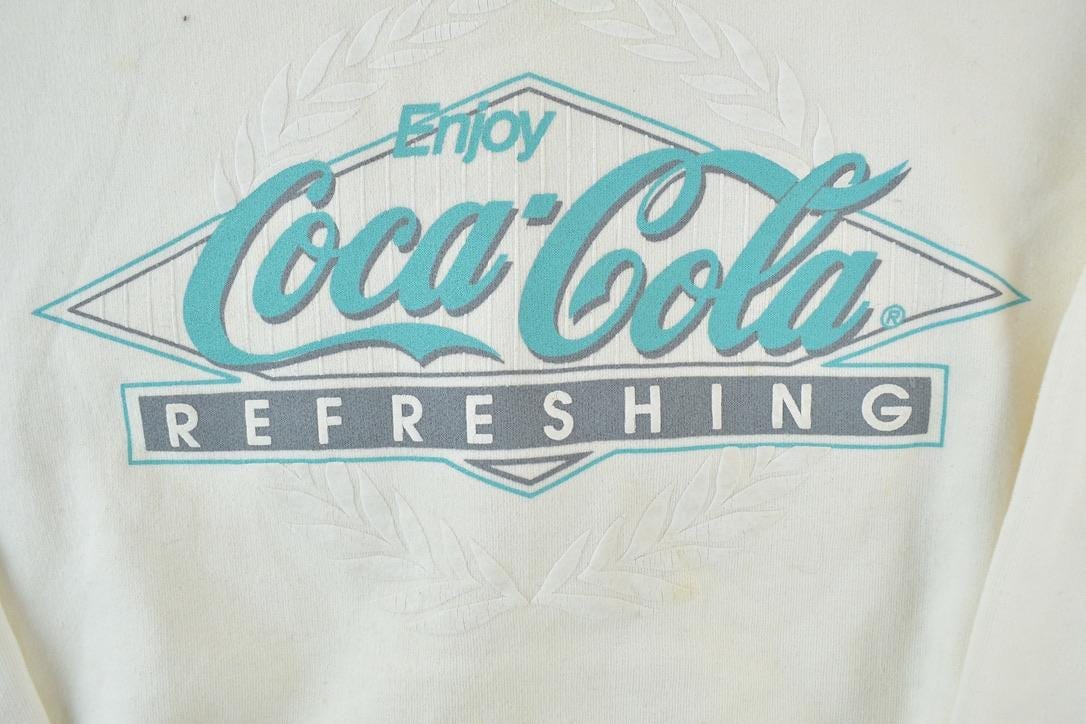 Enjoy
Coca-Cola ®
REFRESHING